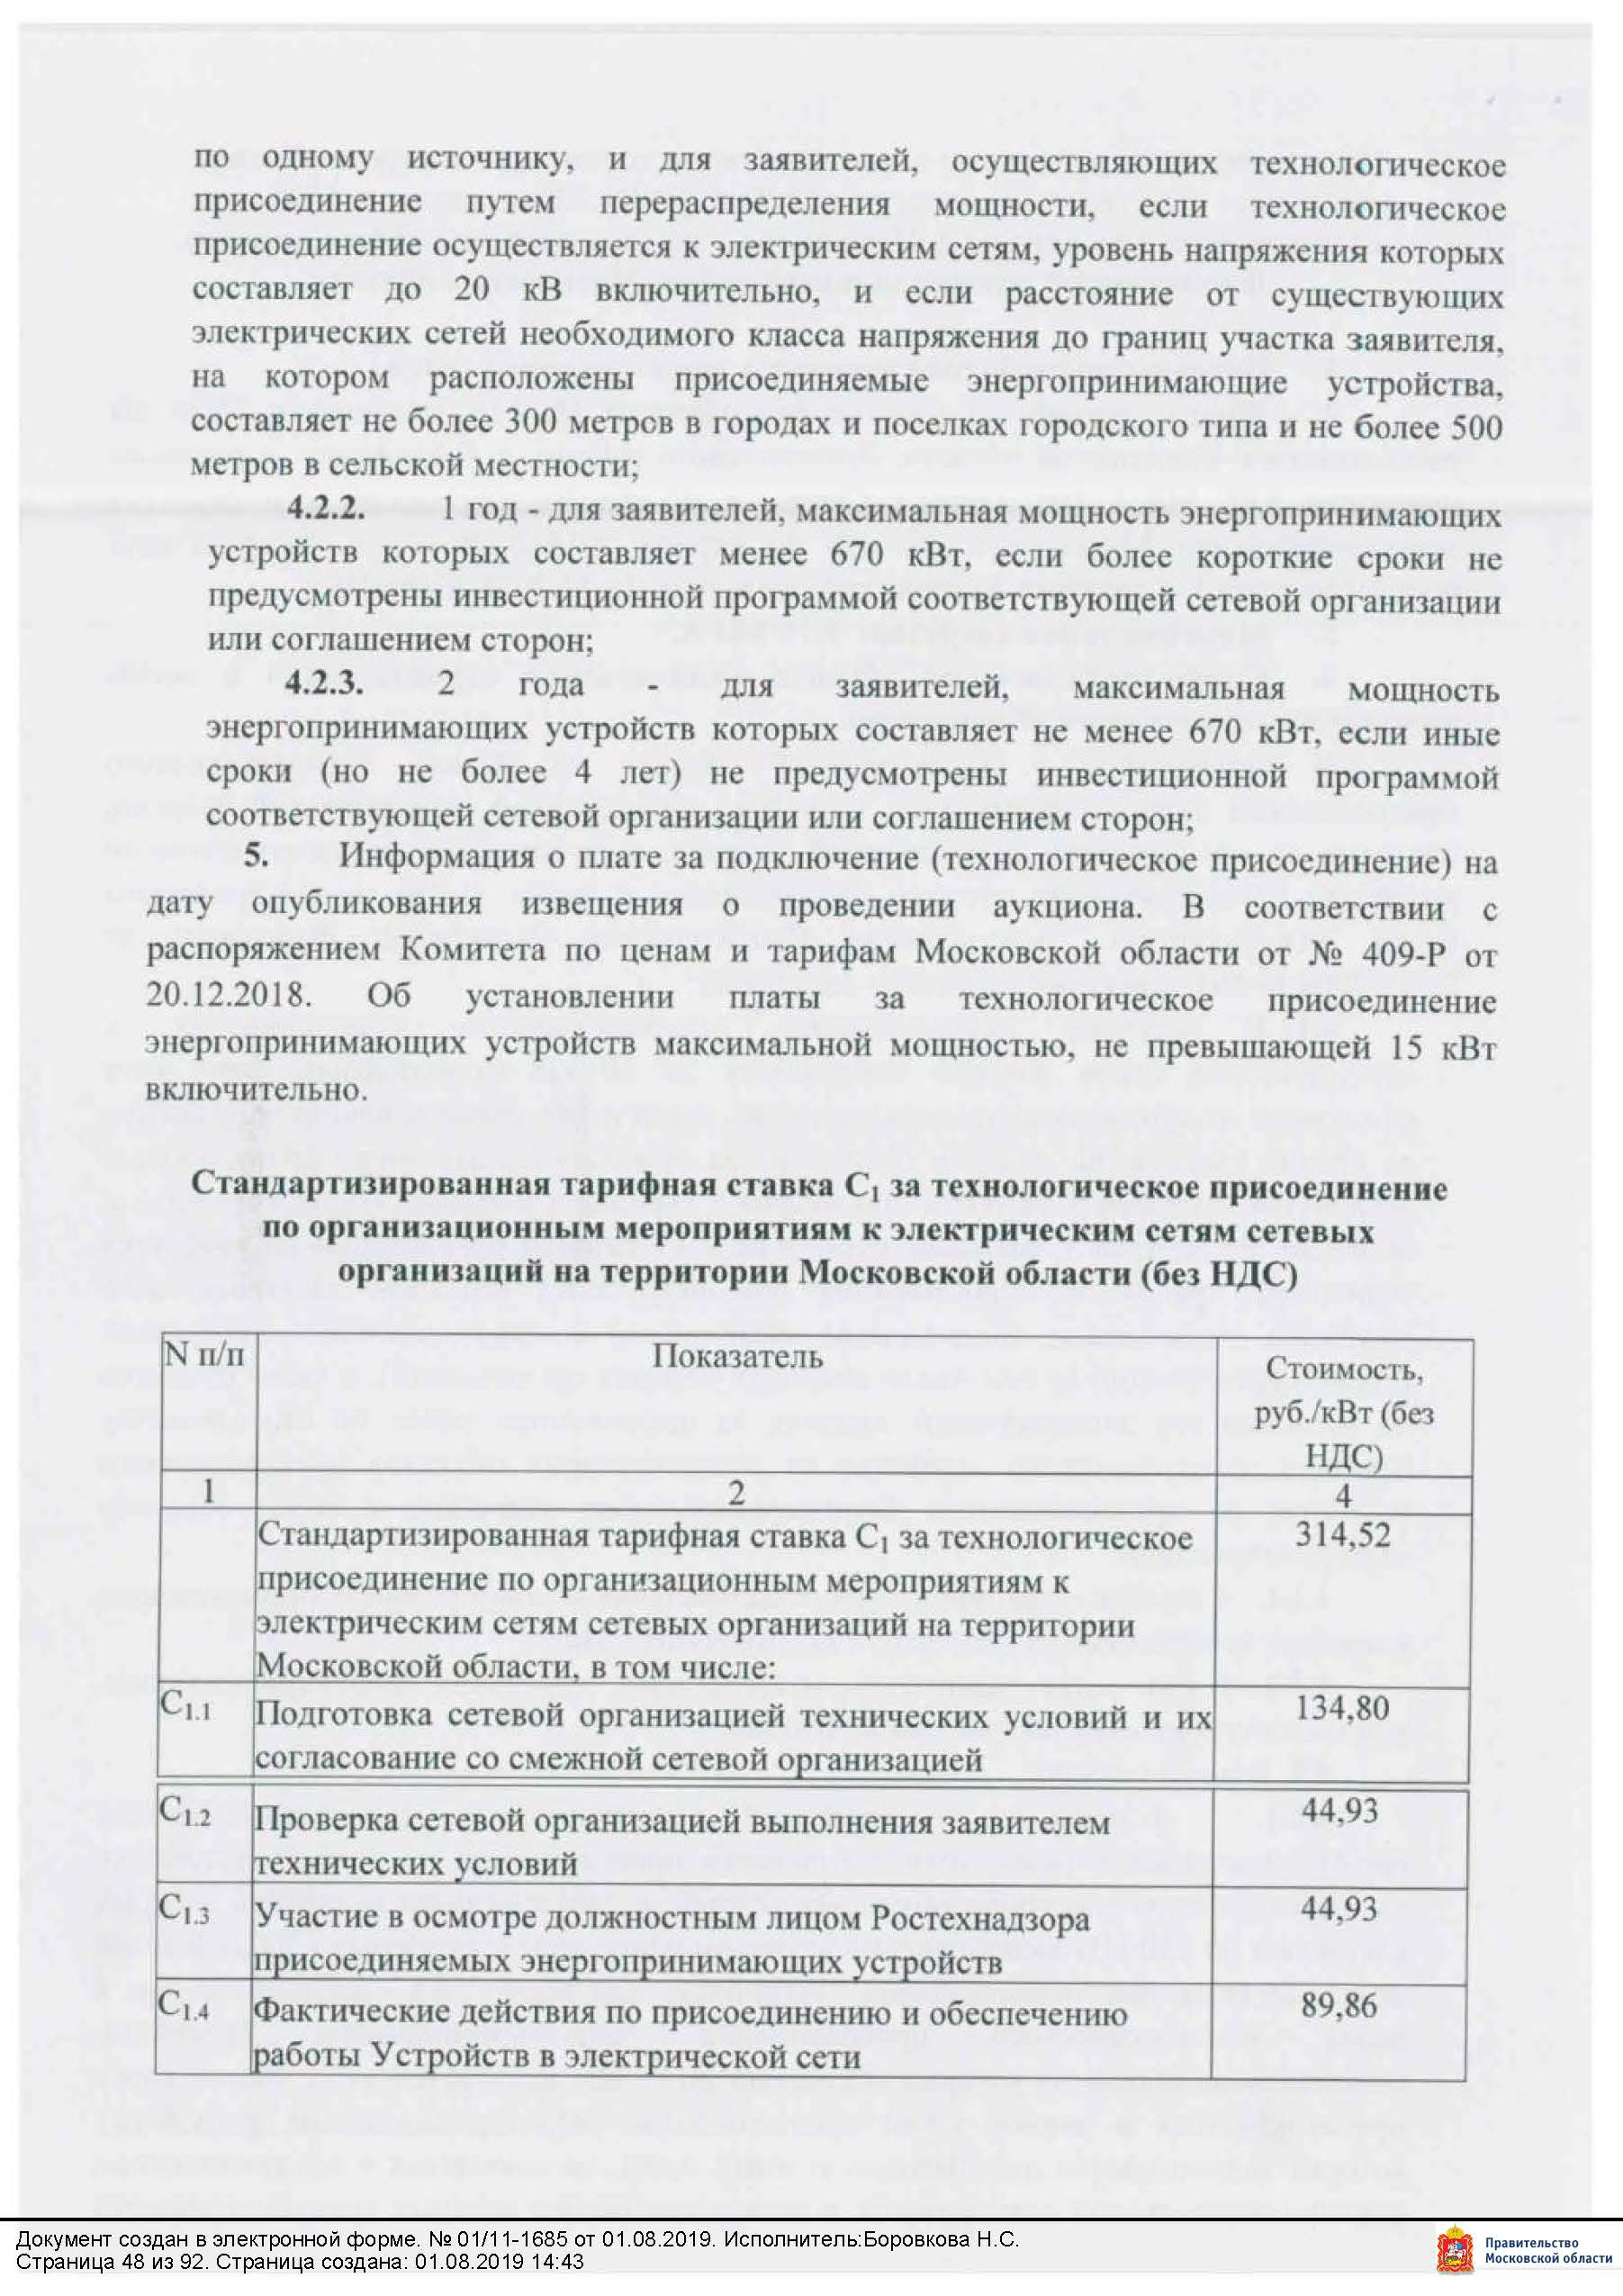 по одному источнику, и для заявителей, осуществляющих технологическое
присоединение путем перераспределения мощности, если технологическое
присоединение осуществляется к электрическим сетям, уровень напряжения которых
составляет до 20 кВ включительно, и если расстояние от существующих
электрических сетей необходимого класса напряжения до границ участка заявителя,
на котором расположены присоединяемые энергопринимающие устройства,
составляет не более 300 метров в городах и поселках городского типа и не более 500
метров в сельской местности;
4.2.2. 1 год - для заявителей, максимальная мощность энергопринимающих
устройств которых составляет менее 670 кВт, если более короткие сроки не
предусмотрены инвестиционной программой соответствующей сетевой организации
или соглашением сторон;
4.2.3. 2 года - для заявителей, максимальная мощность
энергопринимающих устройств которых составляет не менее 670 кВт, если иные
сроки (но не более 4 лет) не предусмотрены инвестиционной программой
соответствующей сетевой организации или соглашением сторон;
5. Информация о плате за подключение (технологическое присоединение) на
дату опубликования извещения о проведении аукциона. В соответствии с
распоряжением Комитета по ценам и тарифам Московской области от № 409-Р от
20.12.2018. Об установлении платы за технологическое присоединение
энергопринимающих устройств максимальной мощностью, не превышающей 15 кВт
включительно.
Стандартизированная тарифная ставка С₁ за технологическое присоединение
по организационным мероприятиям к электрическим сетям сетевых
организаций на территории Московской области (без НДС)
N п/п Показатель Стоимость,
руб./кВт (без
НДС)
1 2 4
Стандартизированная тарифная ставка С₁ за технологическое 314,52
присоединение по организационным мероприятиям к
электрическим сетям сетевых организаций на территории
Московской области, в том числе:
С1.1 Подготовка сетевой организацией технических условий и их 134,80
согласование со смежной сетевой организацией
С1.2 Проверка сетевой организацией выполнения заявителем 44,93
технических условий
С1.3 Участие в осмотре должностным лицом Ростехнадзора 44,93
присоединяемых энергопринимающих устройств
С1.4 Фактические действия по присоединению и обеспечению 89,86
работы Устройств в электрической сети
Документ создан в электронной форме. № 01/11-1685 от 01.08.2019. Исполнитель:Боровкова Н.С.
Страница 48 из 92. Страница создана: 01.08.2019 14:43
Правительство
Московской области